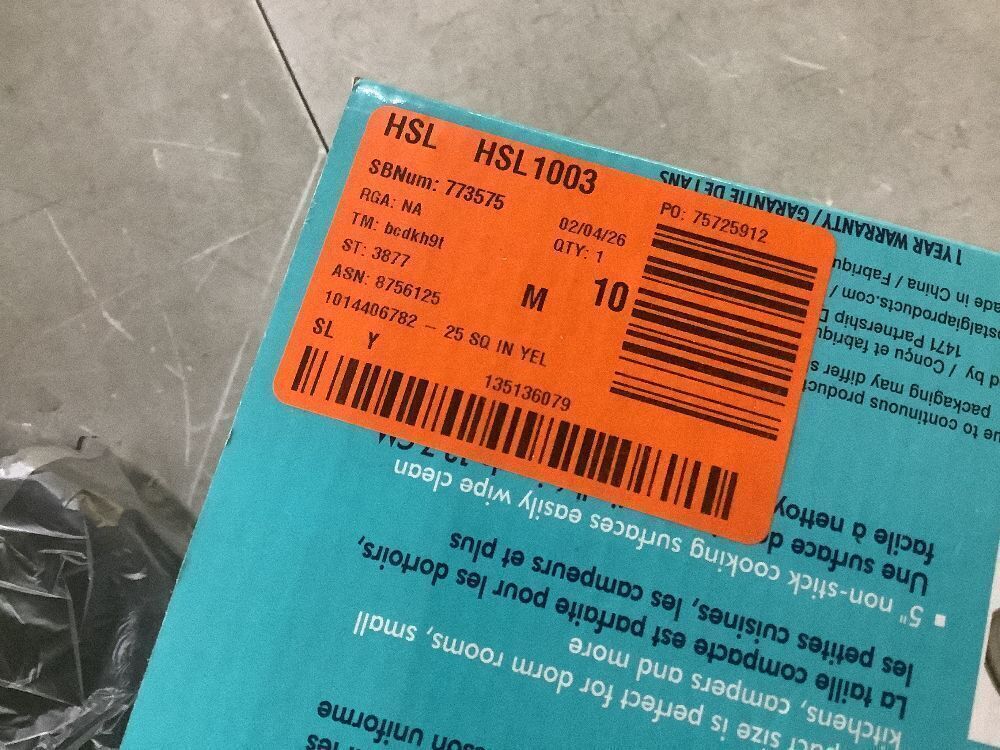 HSL HSL1003
SBNum: 773575
RGA: NA
TM: bcdkh9t
ST: 3877
ASN: 8756125
1014406782 – 25 SQ IN YEL
SL Y
02/04/26
QTY: 1
M 10
PO: 75725912
135136079
1 YEAR WARRANTY / GARANTIE DE 1 ANS
ade in China / Fabriqu
ostalgiaproducts.com /
1471 Partnership D
d by / Conçu et fabriqu
packaging may differ s
ue to continuous product
▪ 5" non-stick cooking surfaces easily wipe clean
Une surface de
facile à nettoy
kitchens, campers and more
pact size is perfect for dorm rooms, small
La taille compacte est parfaite pour les dortoirs,
les petites cuisines, les campeurs et plus
son uniforme